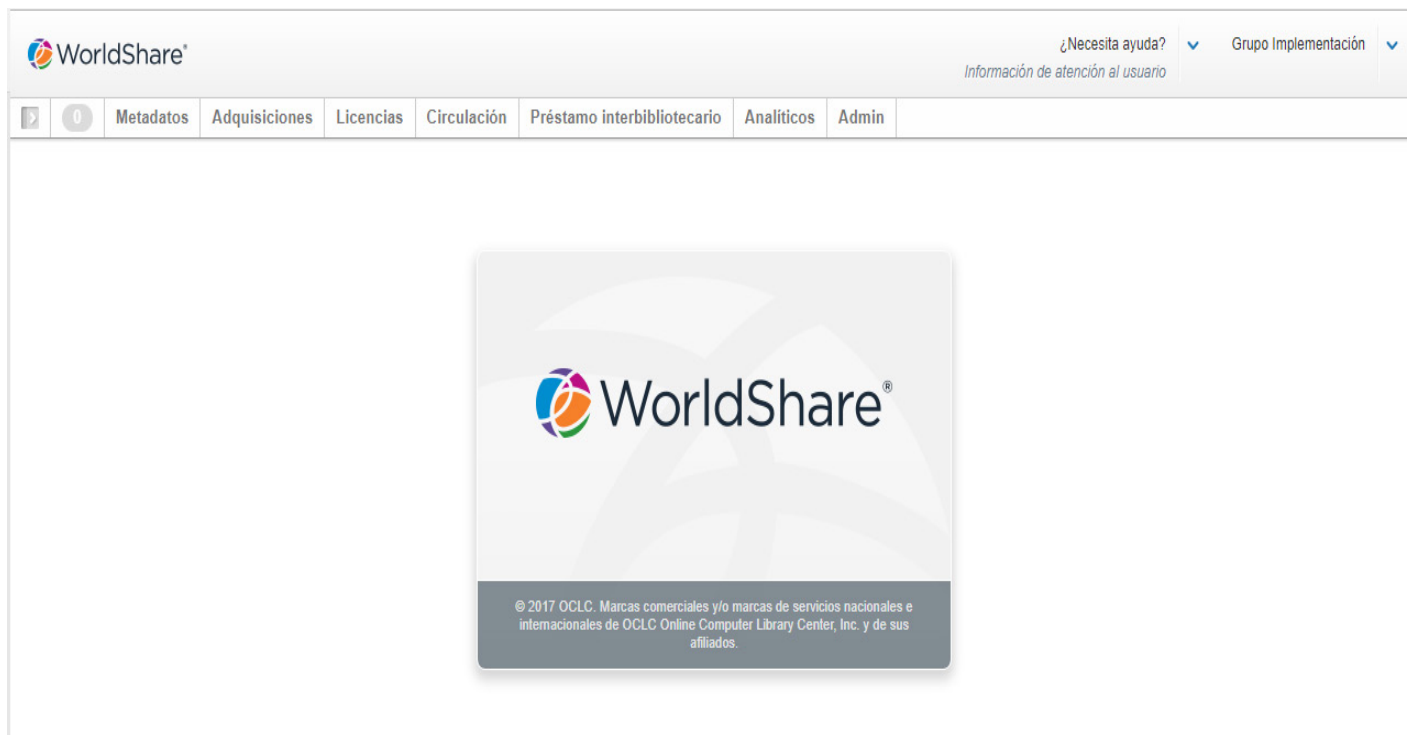 WorldShare®
¿Necesita ayuda?
Información de atención al usuario
Grupo Implementación
0
Metadatos
Adquisiciones
Licencias
Circulación
Préstamo interbibliotecario
Analíticos
Admin
WorldShare®
© 2017 OCLC. Marcas comerciales y/o marcas de servicios nacionales e
internacionales de OCLC Online Computer Library Center, Inc. y de sus
afiliados.